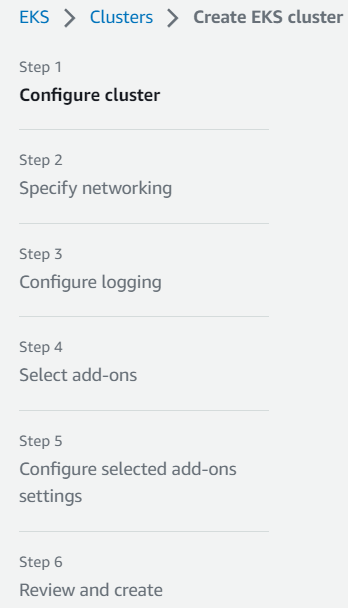 EKS > Clusters > Create EKS cluster
Step 1
Configure cluster
Step 2
Specify networking
Step 3
Configure logging
Step 4
Select add-ons
Step 5
Configure selected add-ons
settings
Step 6
Review and create